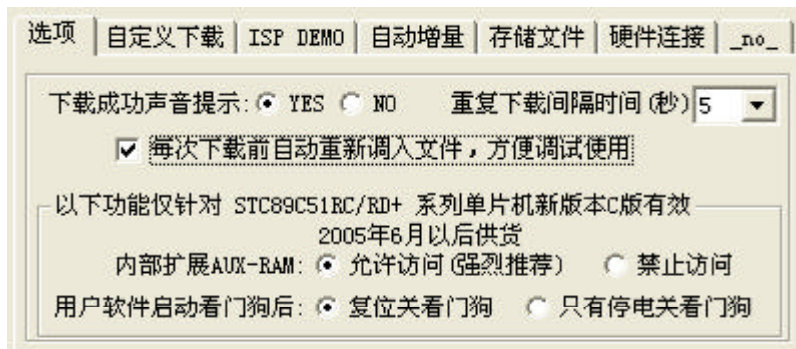 选项 自定义下载 ISP DEMO 自动增量 存储文件 硬件连接 _no_
下载成功声音提示: YES NO 重复下载间隔时间(秒) 5
每次下载前自动重新调入文件，方便调试使用
以下功能仅针对 STC89C51RC/RD+ 系列单片机新版本C版有效
2005年6月以后供货
内部扩展AUX-RAM: 允许访问(强烈推荐) 禁止访问
用户软件启动看门狗后: 复位关看门狗 只有停电关看门狗